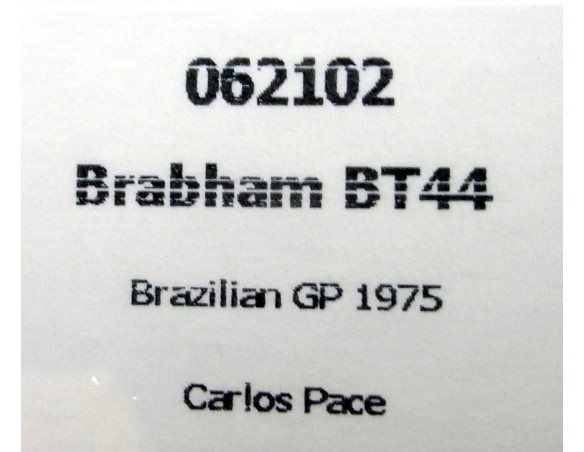 062102
Brabham BT44
Brazilian GP 1975
Carlos Pace